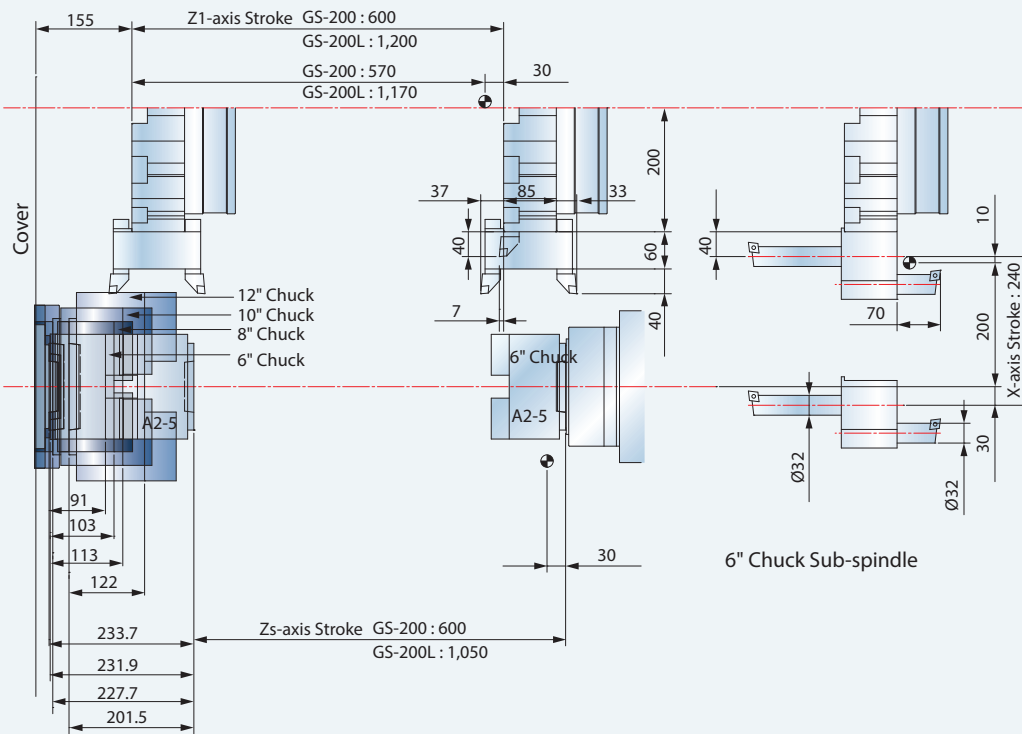 155
Z1-axis Stroke GS-200 : 600
GS-200L : 1,200
GS-200 : 570
GS-200L : 1,170
30
Cover
37
85
33
200
40
60
40
7
40
10
70
200
X-axis Stroke : 240
30
12" Chuck
10" Chuck
8" Chuck
6" Chuck
A2-5
6" Chuck
A2-5
Ø32
Ø32
91
103
113
122
30
6" Chuck Sub-spindle
233.7
Zs-axis Stroke GS-200 : 600
GS-200L : 1,050
231.9
227.7
201.5